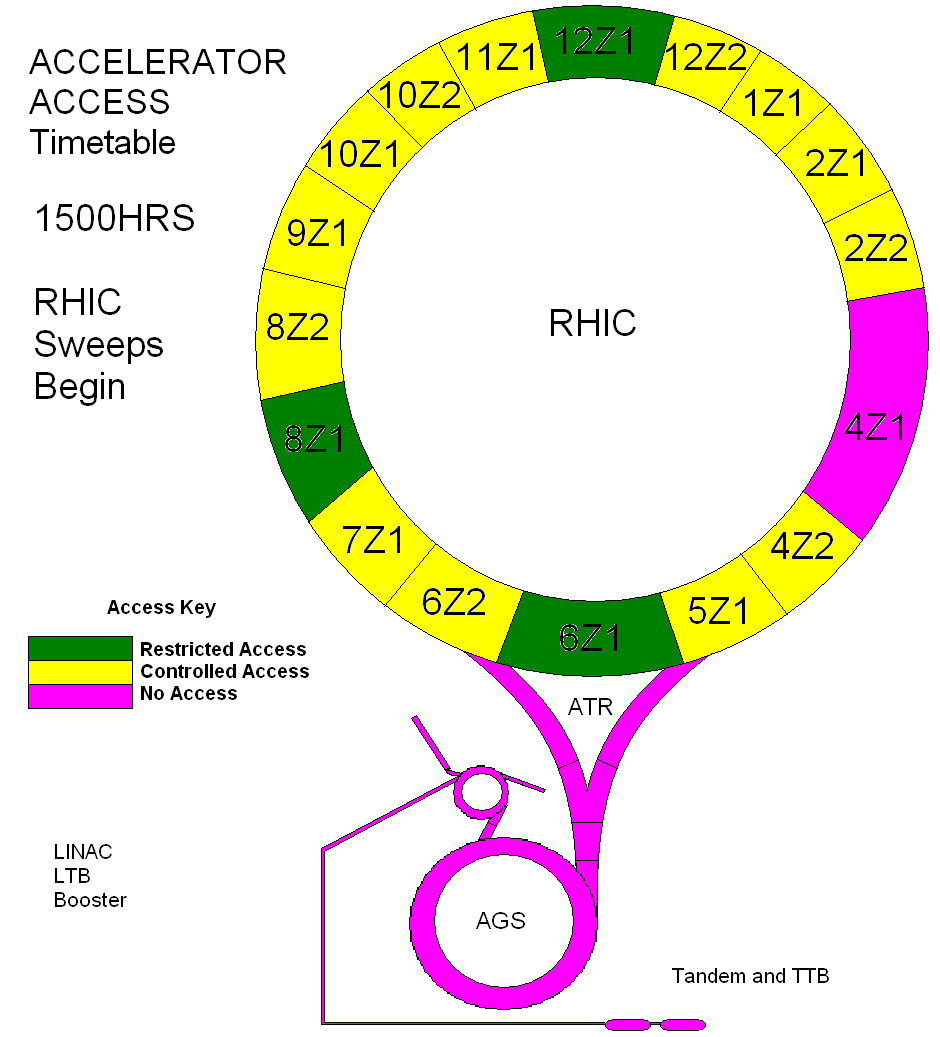 ACCELERATOR
ACCESS
Timetable
1500HRS
RHIC
Sweeps
Begin
12Z1
11Z1
12Z2
10Z2
1Z1
10Z1
2Z1
9Z1
2Z2
8Z2
RHIC
8Z1
4Z1
7Z1
4Z2
6Z2
5Z1
6Z1
Access Key
Restricted Access
Controlled Access
No Access
ATR
LINAC
LTB
Booster
AGS
Tandem and TTB